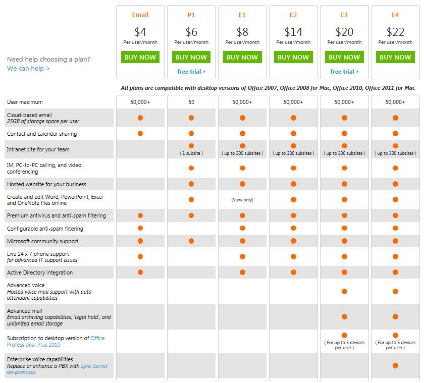 Email P1 E1 E2 E3 E4
$4 $6 $8 $14 $20 $22
Per user/month Per user/month Per user/month Per user/month Per user/month Per user/month
Need help choosing a plan? BUY NOW BUY NOW BUY NOW BUY NOW BUY NOW BUY NOW
We can help > free trial > free trial >
All plans are compatible with desktop versions of Office 2007, Office 2008 for Mac, Office 2010, Office 2011 for Mac
User maximum 50,000+ 50 50,000+ 50,000+ 50,000+ 50,000+
Cloud-based email
25GB of storage space per user
Contact and calendar sharing
Intranet site for your team
( 1 subsite ) ( up to 300 subsites ) ( up to 300 subsites ) ( up to 300 subsites ) ( up to 300 subsites )
IM, PC-to-PC calling, and video
conferencing
Hosted website for your business
Create and edit Word, PowerPoint, Excel
and OneNote files online (View only)
Premium antivirus and anti-spam filtering
Configurable anti-spam filtering
Microsoft community support
Live 24 x 7 phone support
for advanced IT support issues
Active Directory integration
Advanced voice
Hosted voice mail support with auto
attendant capabilities
Advanced mail
Email archiving capabilities, 'legal hold', and
unlimited email storage
Subscription to desktop version of Office
Professional Plus 2010 ( For up to 5 devices ( For up to 5 devices
per user ) per user )
Enterprise voice capabilities
Replace or enhance a PBX with Lync Server
on-premises